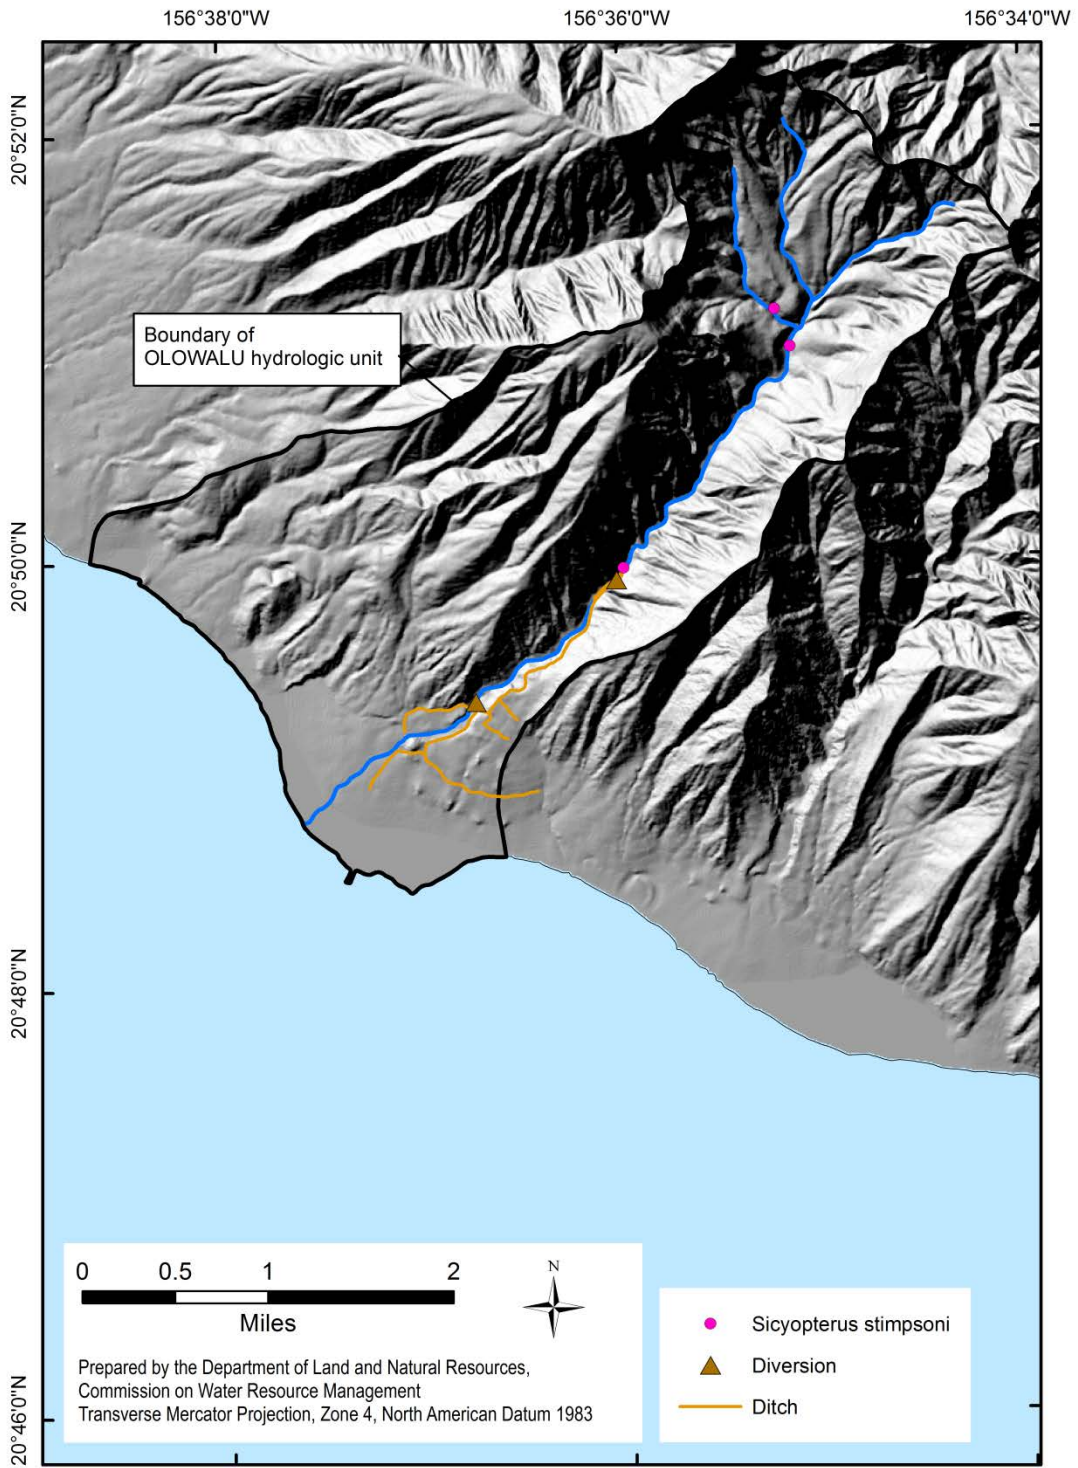 156°38'0"W 156°36'0"W 156°34'0"W
20°52'0"N
Boundary of
OLOWALU hydrologic unit
20°50'0"N
20°48'0"N
20°46'0"N
0 0.5 1 2
Miles
N
Prepared by the Department of Land and Natural Resources,
Commission on Water Resource Management
Transverse Mercator Projection, Zone 4, North American Datum 1983
Sicyopterus stimpsoni
Diversion
Ditch